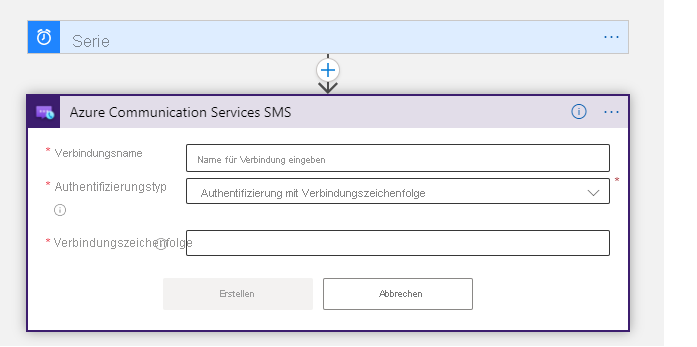 Serie
Azure Communication Services SMS
* Verbindungsname
Name für Verbindung eingeben
* Authentifizierungstyp
Authentifizierung mit Verbindungszeichenfolge
*
* Verbindungszeichenfolge
Erstellen
Abbrechen